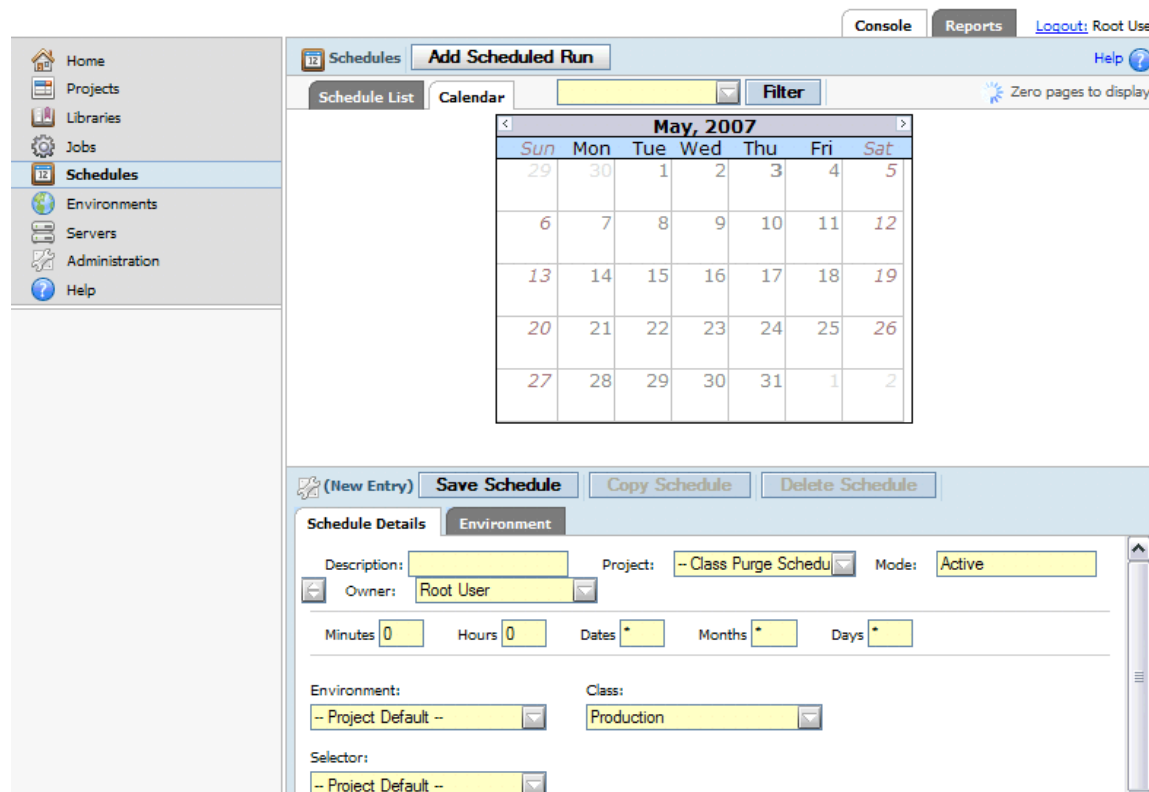 Console Reports Logout: Root Use
Home
Projects
Libraries
Jobs
12 Schedules
Environments
Servers
Administration
? Help
12 Schedules Add Scheduled Run Help ?
Schedule List Calendar Filter Zero pages to display
< May, 2007 >
Sun Mon Tue Wed Thu Fri Sat
29 30 1 2 3 4 5
6 7 8 9 10 11 12
13 14 15 16 17 18 19
20 21 22 23 24 25 26
27 28 29 30 31 1 2
(New Entry) Save Schedule Copy Schedule Delete Schedule
Schedule Details Environment
Description: Project: -- Class Purge Schedu Mode: Active
Owner: Root User
Minutes 0 Hours 0 Dates * Months * Days *
Environment: Class:
-- Project Default -- Production
Selector:
-- Project Default --